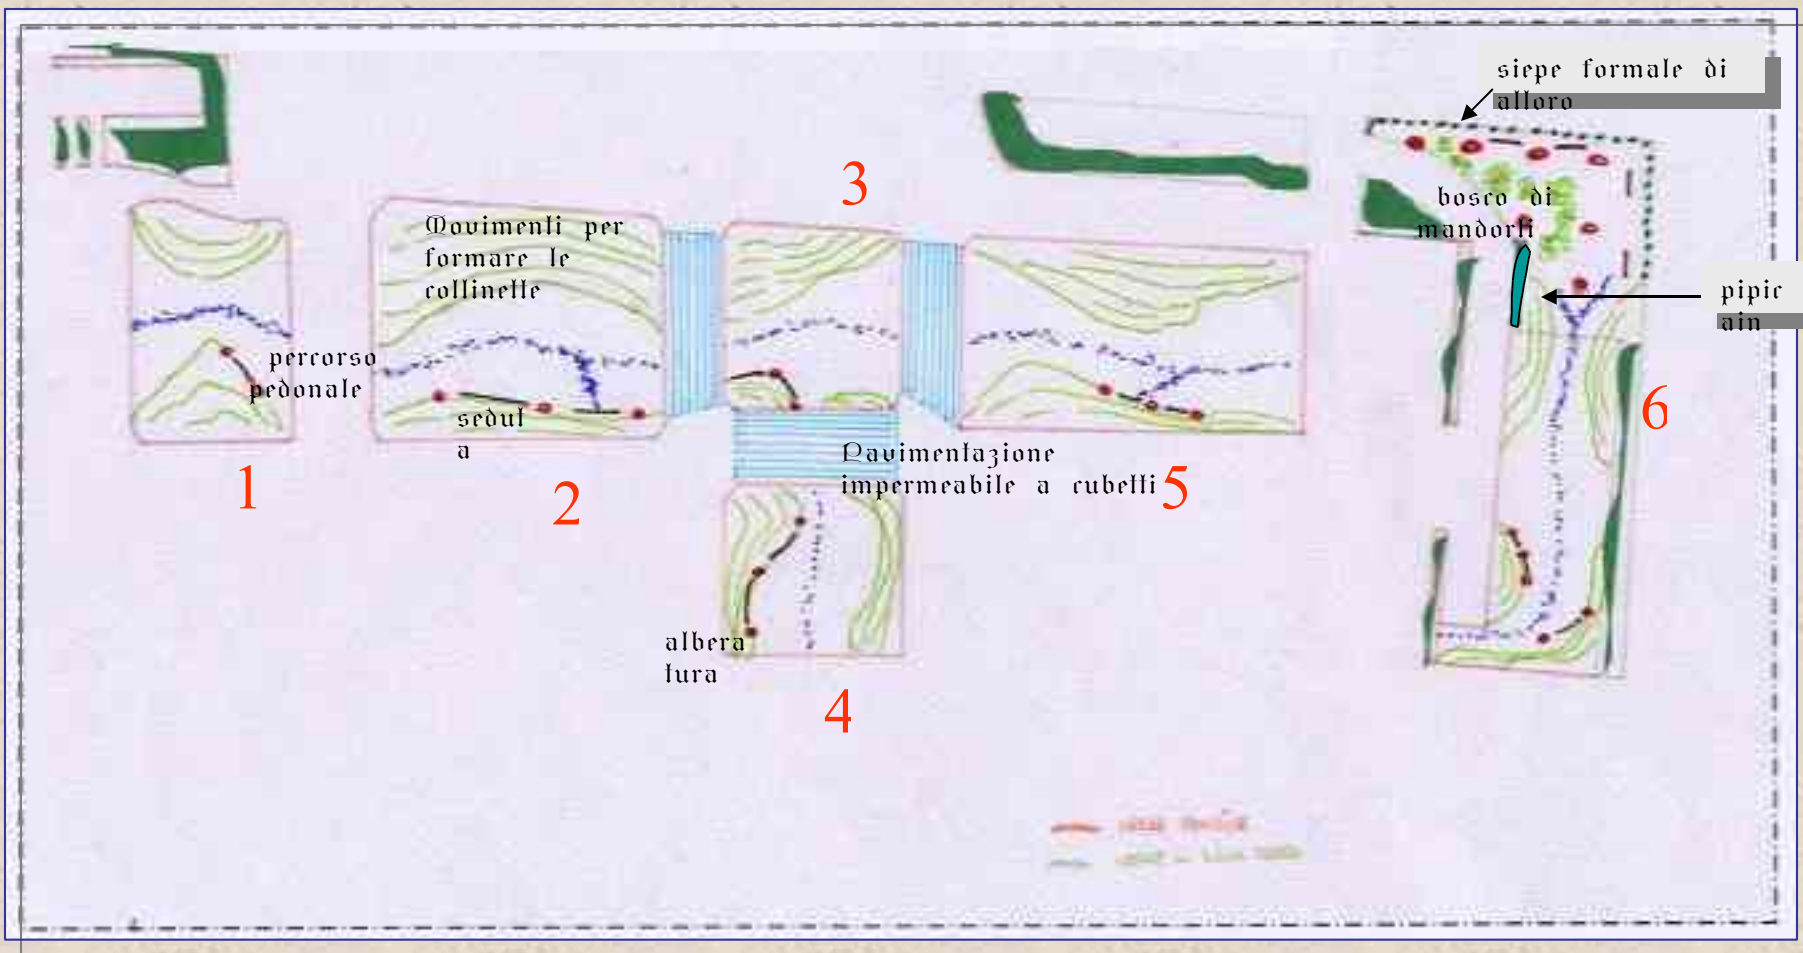 siepe formale di
alloro
3
bosco di
mandorli
Movimenti per
formare le
collinette
pipic
ain
percorso
pedonale
sedut
a
6
Pavimentazione
impermeabile a cubetti
1
2
5
albera
tura
4